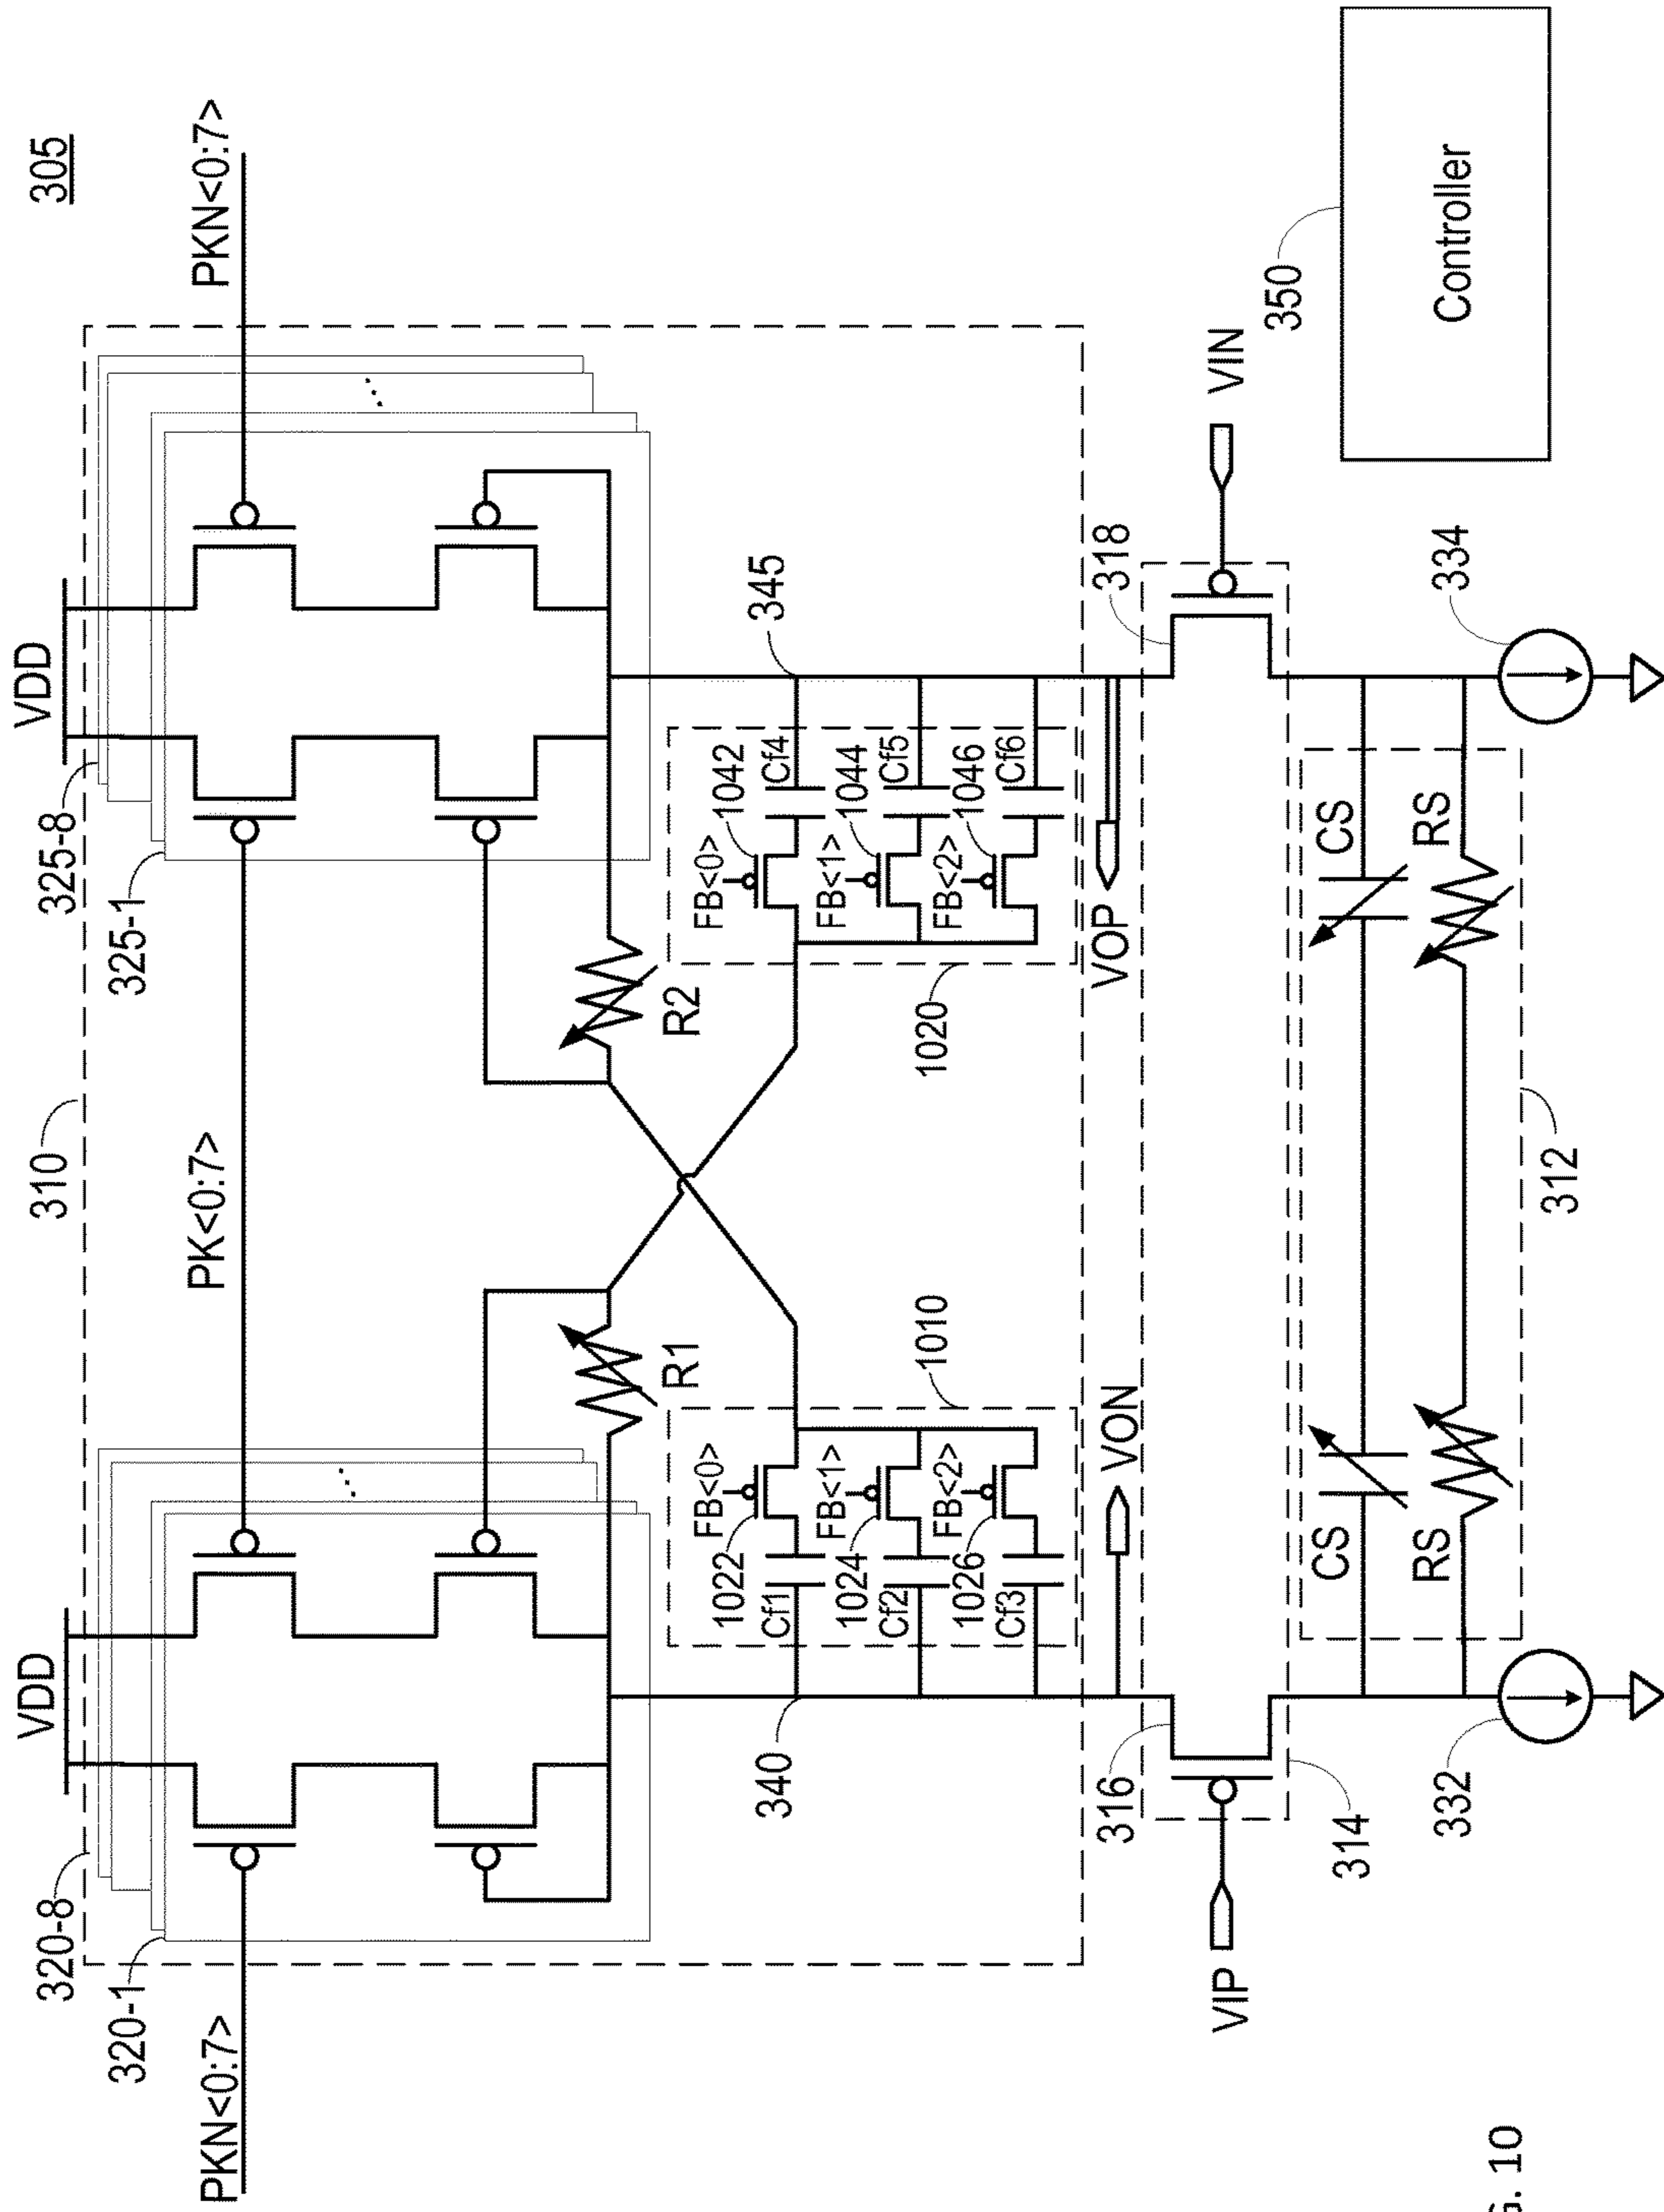 305
310
VDD
VDD
320-8
320-1
325-8
325-1
PKN<0:7>
PK<0:7>
PKN<0:7>
R1
R2
340
345
FB<0>
1022
Cf1
FB<1>
1024
Cf2
FB<2>
1026
Cf3
1010
FB<0>
1042
Cf4
FB<1>
1044
Cf5
FB<2>
1046
Cf6
1020
VON
VOP
316
318
VIP
VIN
314
350
Controller
CS
CS
RS
RS
332
334
312
G. 10